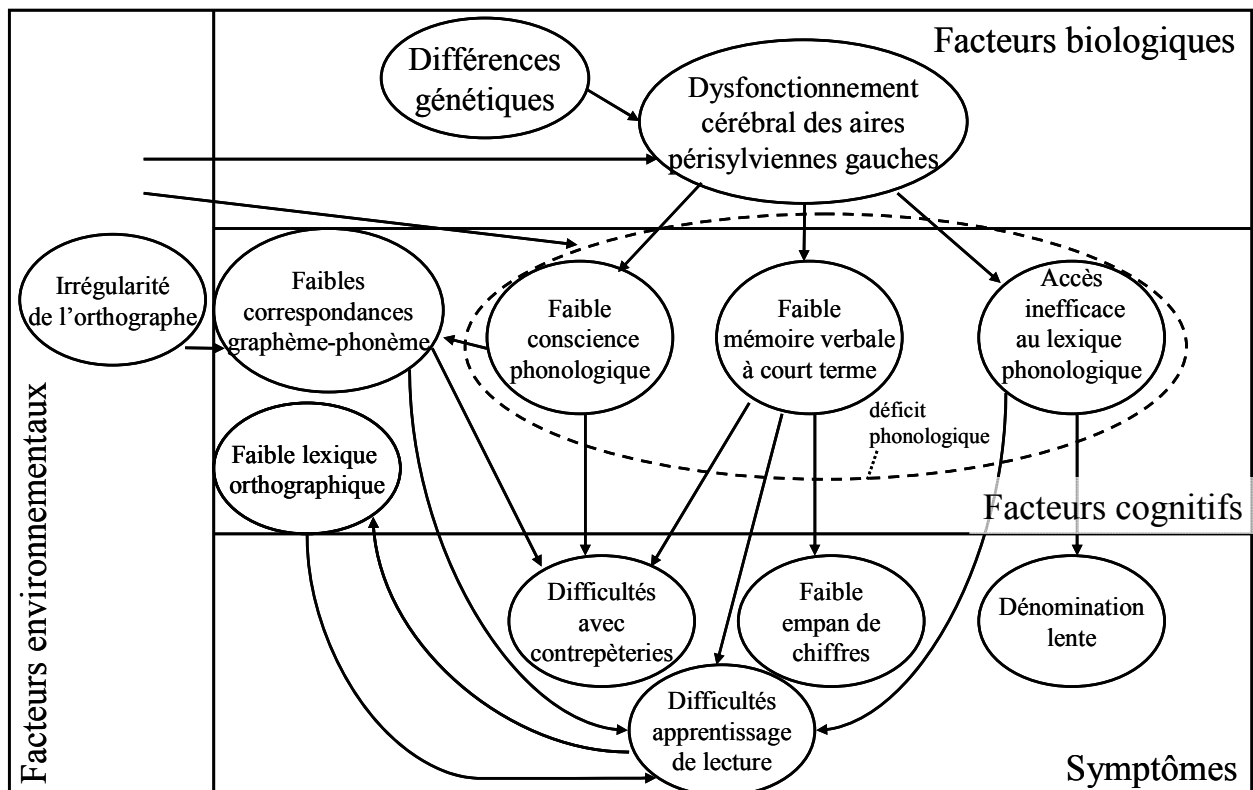 Facteurs biologiques
Différences
génétiques
Dysfonctionnement
cérébral des aires
périsylviennes gauches
Facteurs environnementaux
Irrégularité
de l’orthographe
Faibles
correspondances
graphème-phonème
Faible
conscience
phonologique
Faible
mémoire verbale
à court terme
Accès
inefficace
au lexique
phonologique
déficit
phonologique
Faible lexique
orthographique
Facteurs cognitifs
Difficultés
avec
contrepèteries
Faible
empan de
chiffres
Dénomination
lente
Difficultés
apprentissage
de lecture
Symptômes